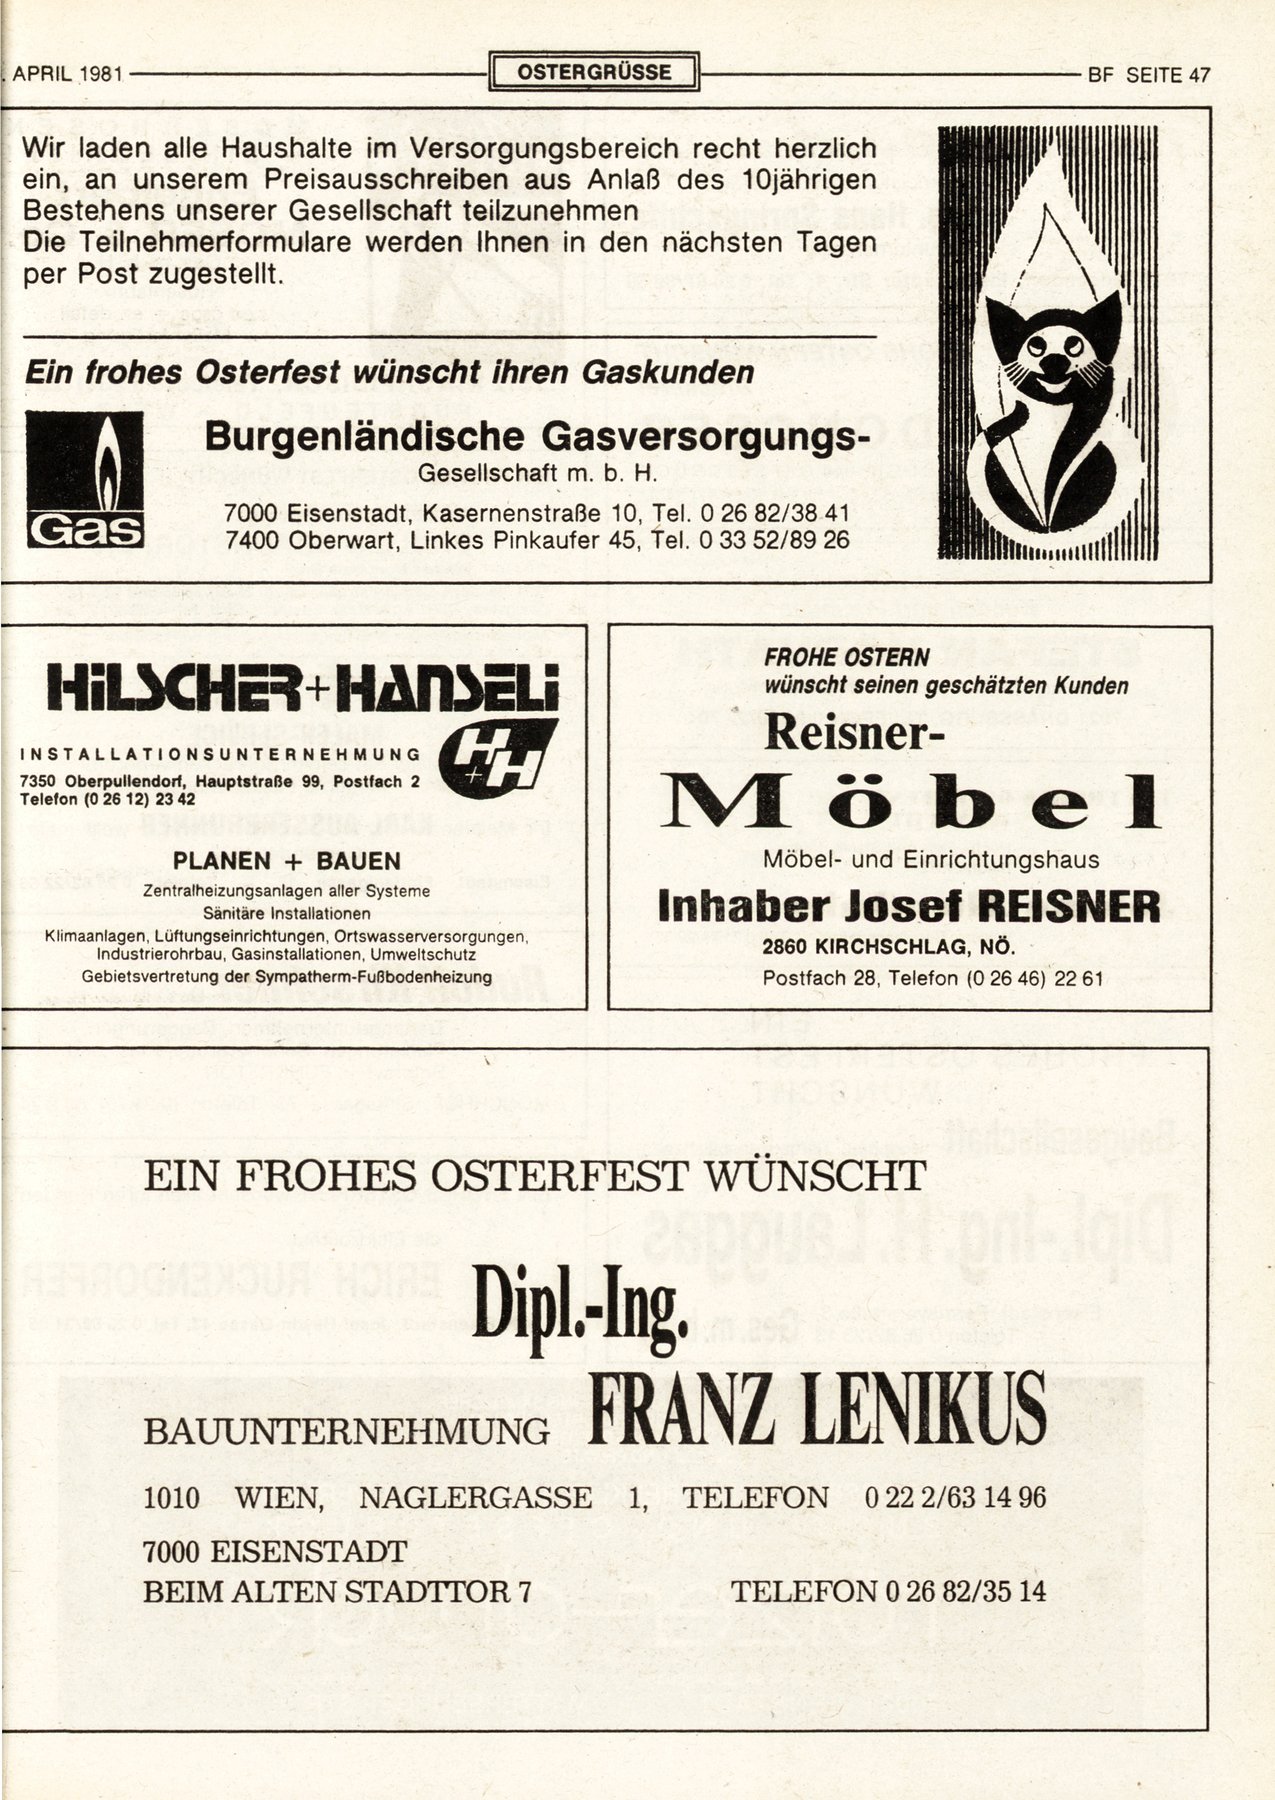 . APRIL 1981
OSTERGRÜSSE
BF SEITE 47
Wir laden alle Haushalte im Versorgungsbereich recht herzlich
ein, an unserem Preisausschreiben aus Anlaß des 10jährigen
Bestehens unserer Gesellschaft teilzunehmen
Die Teilnehmerformulare werden Ihnen in den nächsten Tagen
per Post zugestellt.
Ein frohes Osterfest wünscht ihren Gaskunden
Gas
Burgenländische Gasversorgungs-
Gesellschaft m. b. H.
7000 Eisenstadt, Kasernenstraße 10, Tel. 0 26 82/38 41
7400 Oberwart, Linkes Pinkaufer 45, Tel. 0 33 52/89 26
HILSCHER+HANSELI
INSTALLATIONSUNTERNEHMUNG
H+H
7350 Oberpullendorf, Hauptstraße 99, Postfach 2
Telefon (0 26 12) 23 42
PLANEN + BAUEN
Zentralheizungsanlagen aller Systeme
Sänitäre Installationen
Klimaanlagen, Lüftungseinrichtungen, Ortswasserversorgungen,
Industrierohrbau, Gasinstallationen, Umweltschutz
Gebietsvertretung der Sympatherm-Fußbodenheizung
FROHE OSTERN
wünscht seinen geschätzten Kunden
Reisner-
Möbel
Möbel- und Einrichtungshaus
Inhaber Josef REISNER
2860 KIRCHSCHLAG, NÖ.
Postfach 28, Telefon (0 26 46) 22 61
EIN FROHES OSTERFEST WÜNSCHT
Dipl.-Ing.
BAUUNTERNEHMUNG FRANZ LENIKUS
1010 WIEN, NAGLERGASSE 1, TELEFON 0 22 2/63 14 96
7000 EISENSTADT
BEIM ALTEN STADTTOR 7 TELEFON 0 26 82/35 14